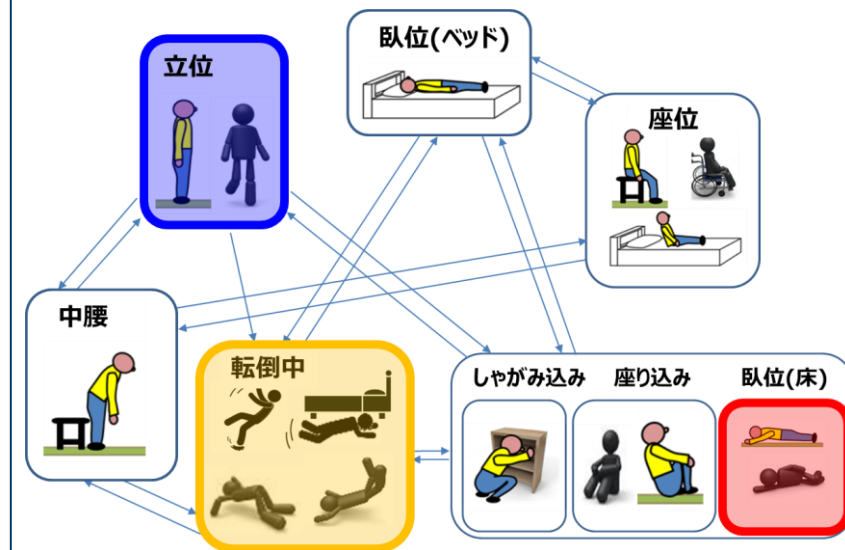 立位
臥位(ベッド)
座位
中腰
転倒中
しゃがみ込み
座り込み
臥位(床)